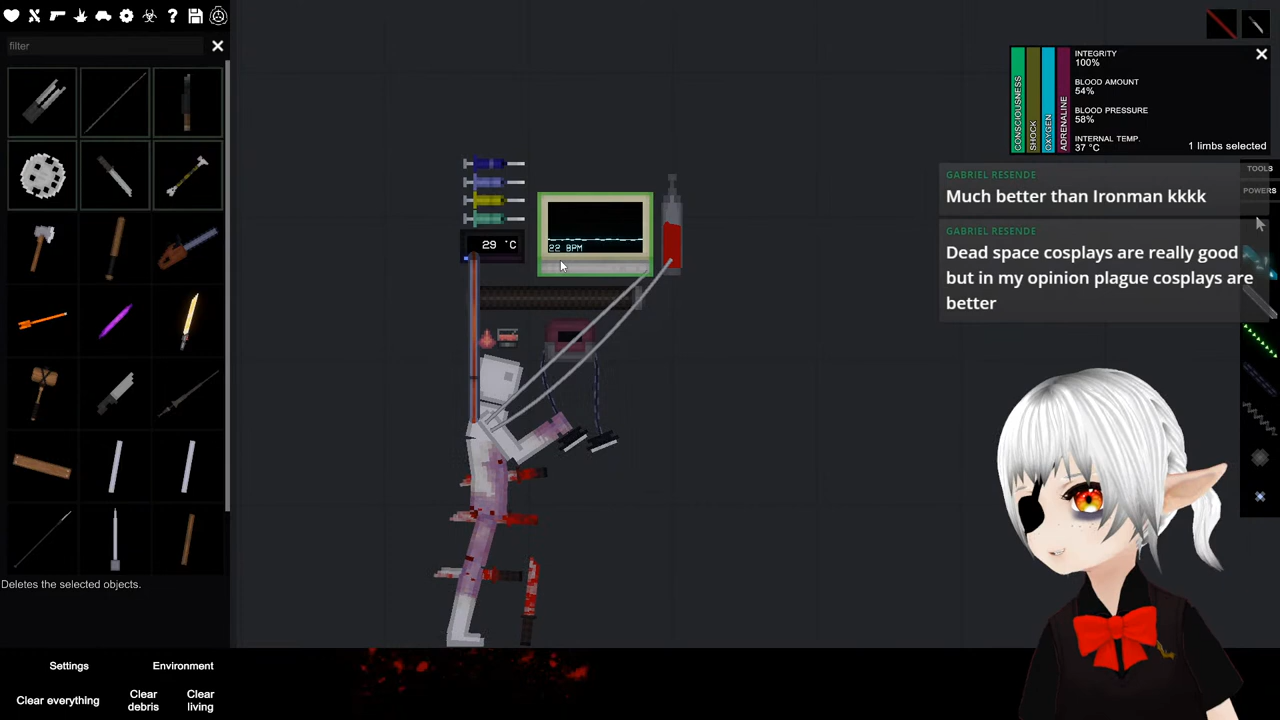 filter
Deletes the selected objects.
Settings
Environment
Clear everything
Clear
debris
Clear
living
29 °C
22 BPM
CONSCIOUSNESS
SHOCK
OXYGEN
ADRENALINE
INTEGRITY
100%
BLOOD AMOUNT
54%
BLOOD PRESSURE
58%
INTERNAL TEMP.
37 °C
1 limbs selected
TOOLS
POWERS
GABRIEL RESENDE
Much better than Ironman kkkk
GABRIEL RESENDE
Dead space cosplays are really good
but in my opinion plague cosplays are
better